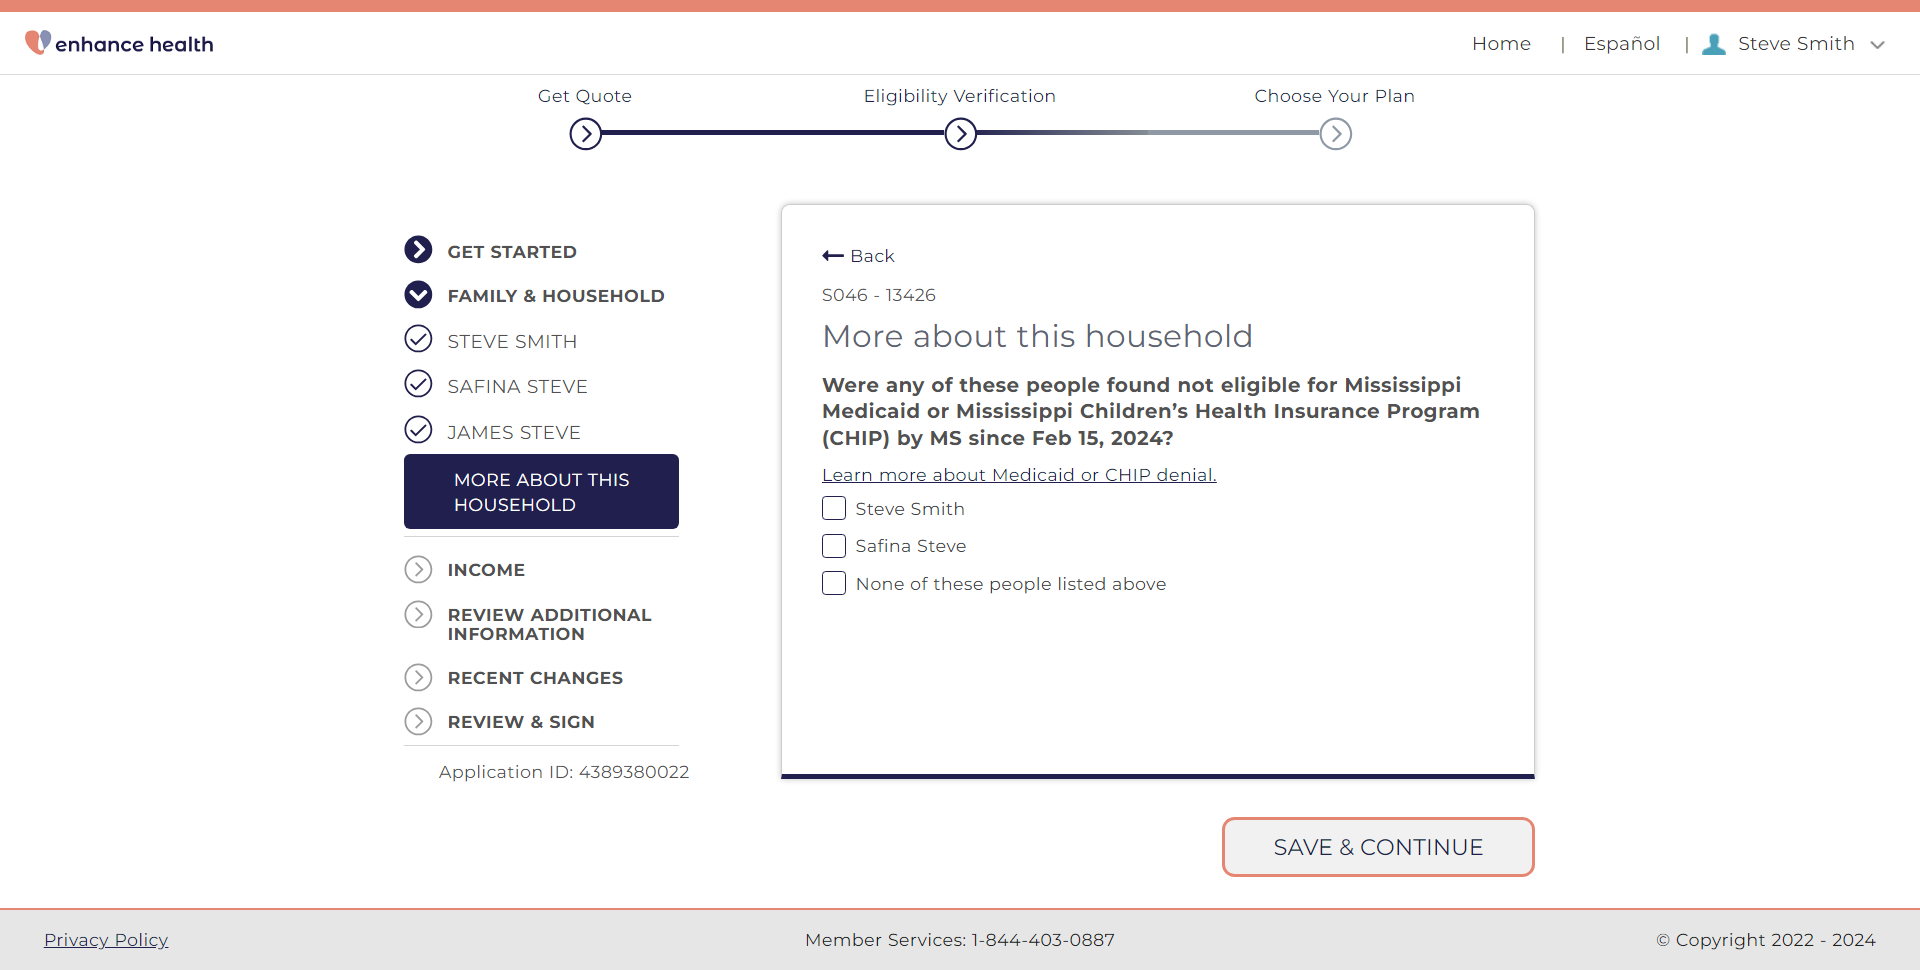 enhance health
Home | Español | Steve Smith
Get Quote
Eligibility Verification
Choose Your Plan
GET STARTED
FAMILY & HOUSEHOLD
STEVE SMITH
SAFINA STEVE
JAMES STEVE
MORE ABOUT THIS
HOUSEHOLD
INCOME
REVIEW ADDITIONAL
INFORMATION
RECENT CHANGES
REVIEW & SIGN
Application ID: 4389380022
Back
S046 - 13426
More about this household
Were any of these people found not eligible for Mississippi
Medicaid or Mississippi Children’s Health Insurance Program
(CHIP) by MS since Feb 15, 2024?
Learn more about Medicaid or CHIP denial.
Steve Smith
Safina Steve
None of these people listed above
SAVE & CONTINUE
Privacy Policy
Member Services: 1-844-403-0887
© Copyright 2022 - 2024